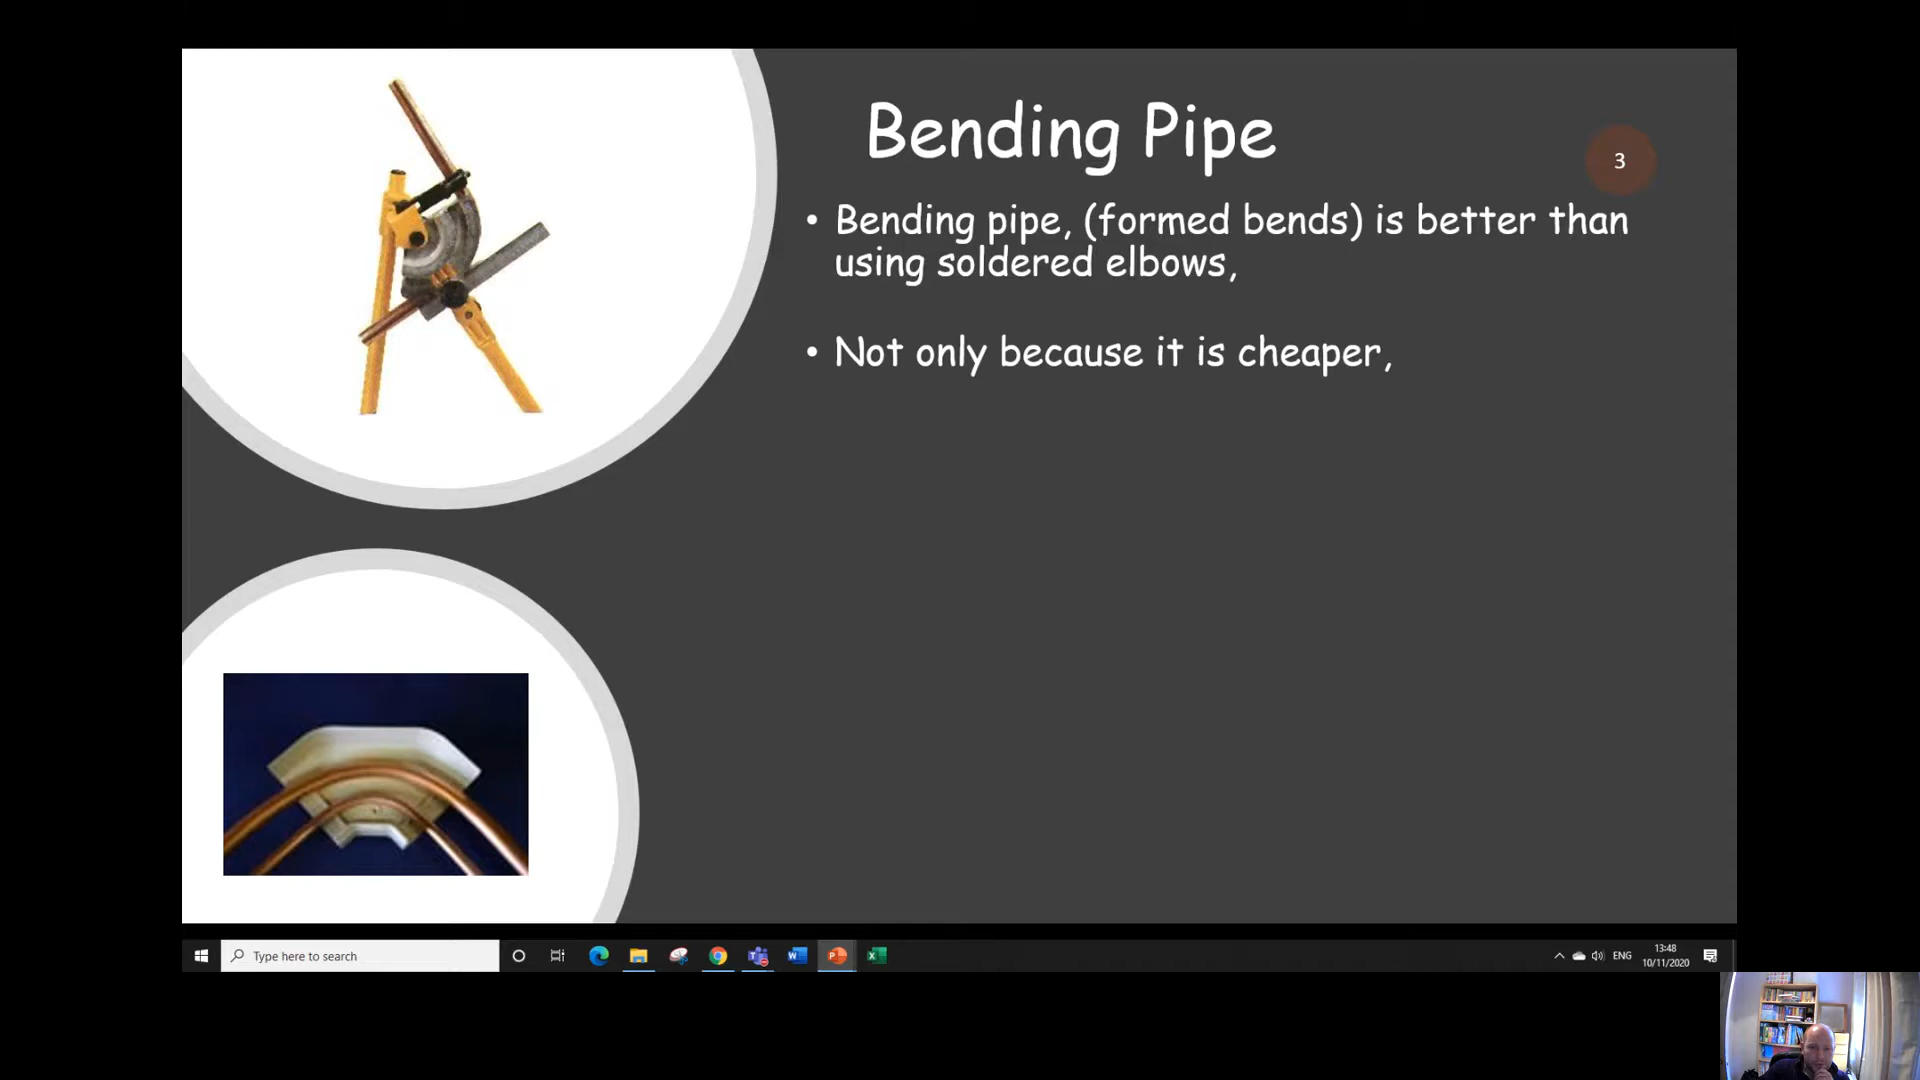 Bending Pipe
3
• Bending pipe, (formed bends) is better than
using soldered elbows,
• Not only because it is cheaper,
Type here to search
ENG
13:48
10/11/2020